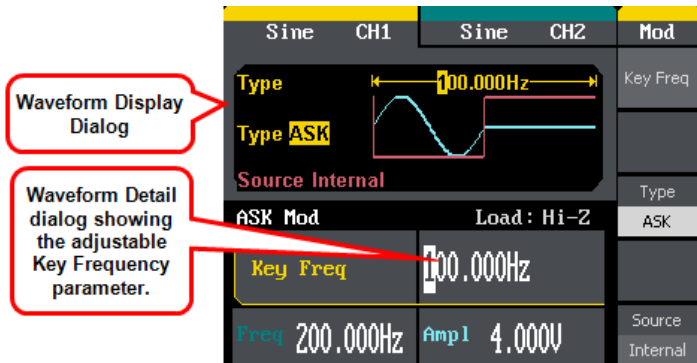 Sine CH1 Sine CH2 Mod
Waveform Display
Dialog
Type 100.000Hz
Type ASK
Source Internal
Key Freq
Waveform Detail
dialog showing
the adjustable
Key Frequency
parameter.
ASK Mod Load: Hi-Z
Key Freq 100.000Hz
Freq 200.000Hz Ampl 4.000V
Type
ASK
Source
Internal